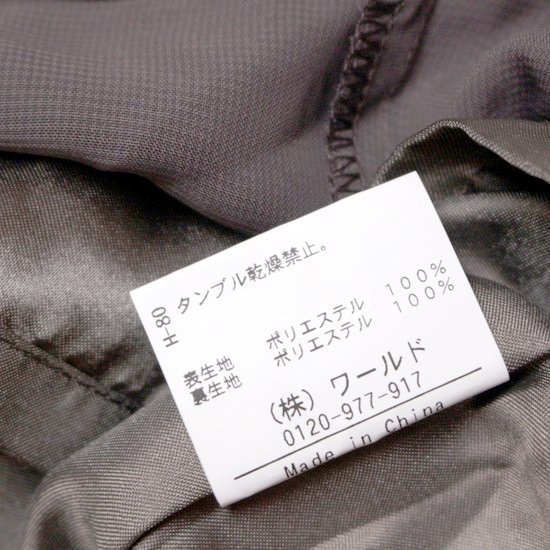 H-80 タンブル乾燥禁止。
表生地 ポリエステル 100%
裏生地 ポリエステル 100%
(株) ワールド
0120-977-917
Made in China